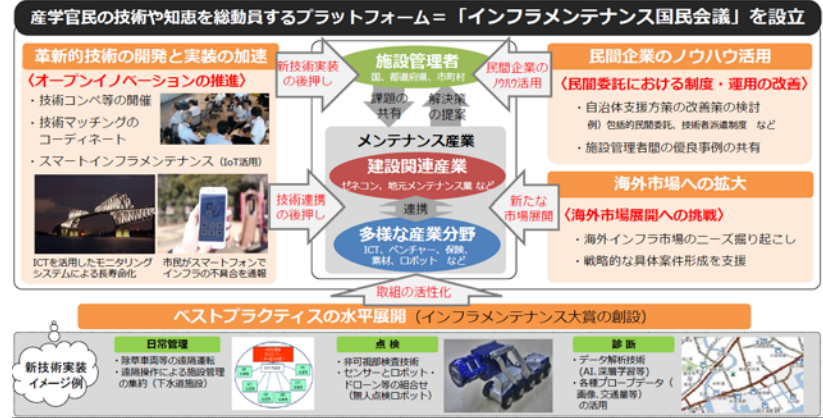 産学官民の技術や知恵を総動員するプラットフォーム＝「インフラメンテナンス国民会議」を設立
革新的技術の開発と実装の加速
〈オープンイノベーションの推進〉
・技術コンペ等の開催
・技術マッチングの
コーディネート
・スマートインフラメンテナンス（IoT活用）
ICTを活用したモニタリング
システムによる長寿命化
市民がスマートフォンで
インフラの不具合を通報
新技術実装
の後押し
技術連携
の後押し
施設管理者
国、都道府県、市町村
課題の
共有
解決策
の提案
メンテナンス産業
建設関連産業
ゼネコン、地元メンテナンス業 など
連携
多様な産業分野
ICT、ベンチャー、保険、
素材、ロボット　など
民間企業の
ﾉｳﾊｳ活用
新たな
市場展開
取組の活性化
民間企業のノウハウ活用
〈民間委託における制度・運用の改善〉
・自治体支援方策の改善策の検討
例）包括的民間委託、技術者派遣制度　など
・施設管理者間の優良事例の共有
海外市場への拡大
〈海外市場展開への挑戦〉
・海外インフラ市場のニーズ掘り起こし
・戦略的な具体案件形成を支援
ベストプラクティスの水平展開（インフラメンテナンス大賞の創設）
新技術実装
イメージ例
日常管理
・除草車両等の遠隔運転
・遠隔操作による施設管理
の集約（下水道施設）
点 検
・非可視部検査技術
・センサーとロボット・
ドローン等の組合せ
（無人点検ロボット）
診 断
・データ解析技術
（AI、深層学習等）
・各種プローブデータ（
画像、交通量等）
の活用